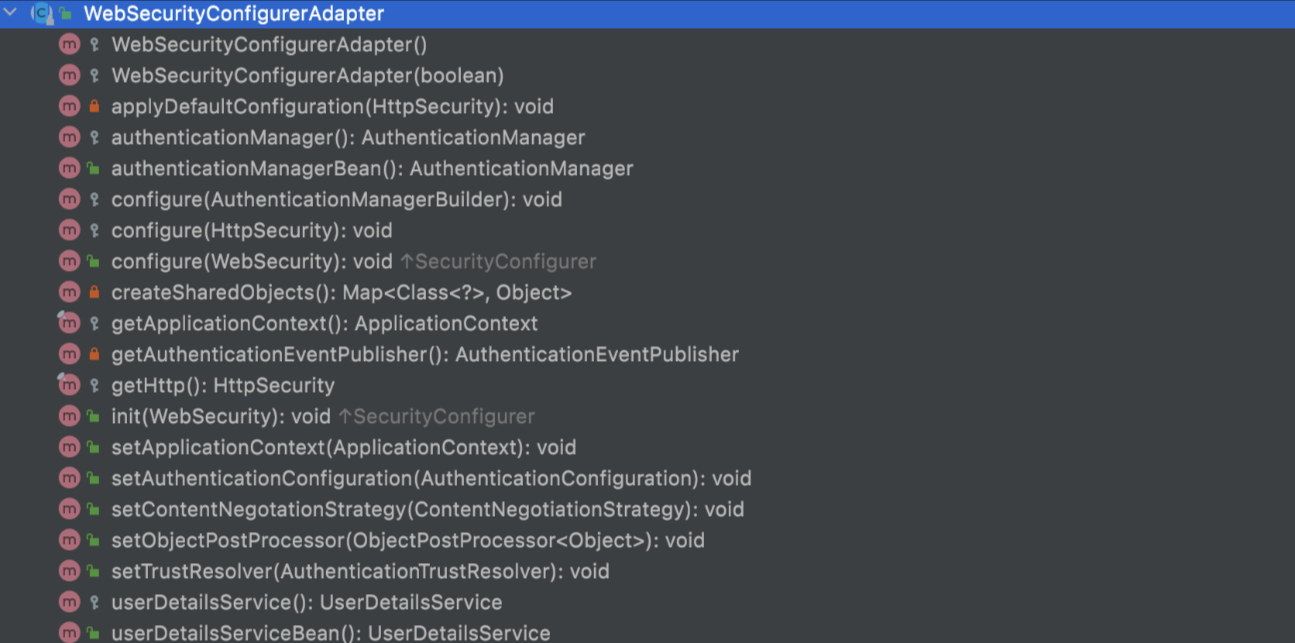 WebSecurityConfigurerAdapter
WebSecurityConfigurerAdapter()
WebSecurityConfigurerAdapter(boolean)
applyDefaultConfiguration(HttpSecurity): void
authenticationManager(): AuthenticationManager
authenticationManagerBean(): AuthenticationManager
configure(AuthenticationManagerBuilder): void
configure(HttpSecurity): void
configure(WebSecurity): void ↑SecurityConfigurer
createSharedObjects(): Map<Class<?>, Object>
getApplicationContext(): ApplicationContext
getAuthenticationEventPublisher(): AuthenticationEventPublisher
getHttp(): HttpSecurity
init(WebSecurity): void ↑SecurityConfigurer
setApplicationContext(ApplicationContext): void
setAuthenticationConfiguration(AuthenticationConfiguration): void
setContentNegotationStrategy(ContentNegotiationStrategy): void
setObjectPostProcessor(ObjectPostProcessor<Object>): void
setTrustResolver(AuthenticationTrustResolver): void
userDetailsService(): UserDetailsService
userDetailsServiceBean(): UserDetailsService